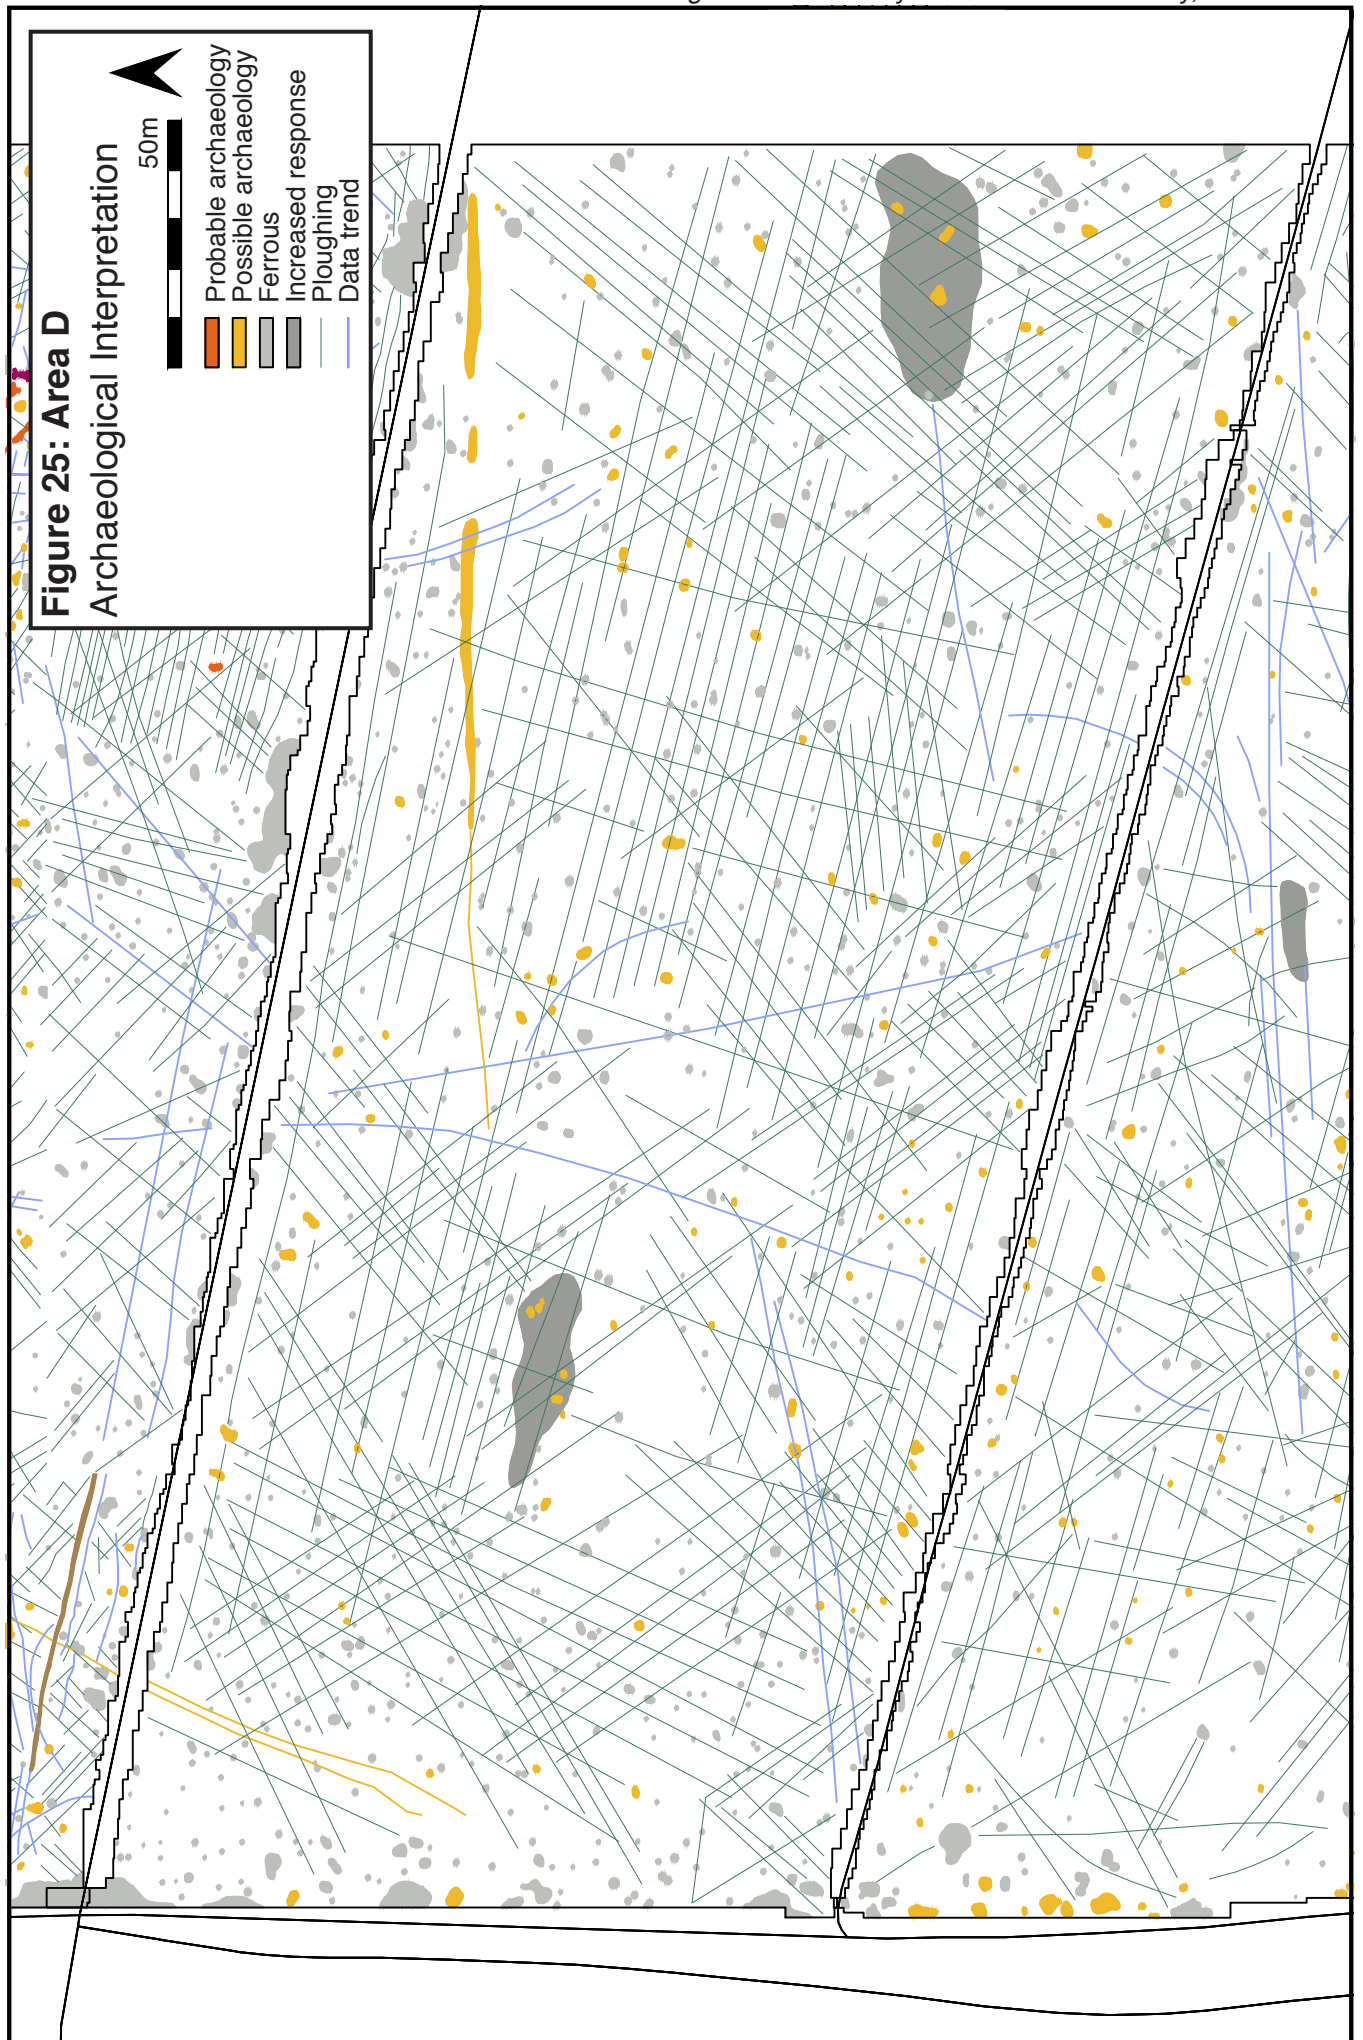 Figure 25: Area D
Archaeological Interpretation
50m
Probable archaeology
Possible archaeology
Ferrous
Increased response
Ploughing
Data trend